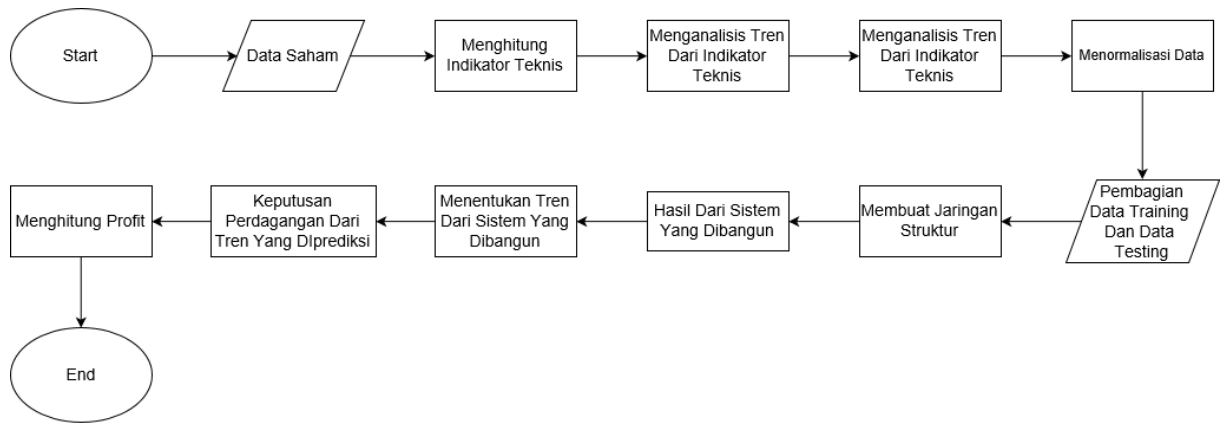 Start
Data Saham
Menghitung
Indikator Teknis
Menganalisis Tren
Dari Indikator
Teknis
Menganalisis Tren
Dari Indikator
Teknis
Menormalisasi Data
Pembagian
Data Training
Dan Data
Testing
Membuat Jaringan
Struktur
Hasil Dari Sistem
Yang Dibangun
Menentukan Tren
Dari Sistem Yang
Dibangun
Keputusan
Perdagangan Dari
Tren Yang DIprediksi
Menghitung Profit
End